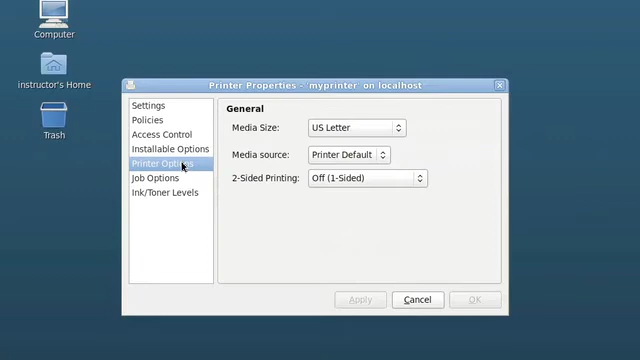 Computer
instructor's Home
Trash
Printer Properties - 'myprinter' on localhost
Settings
Policies
Access Control
Installable Options
Printer Options
Job Options
Ink/Toner Levels
General
Media Size: US Letter
Media source: Printer Default
2-Sided Printing: Off (1-Sided)
Apply Cancel OK